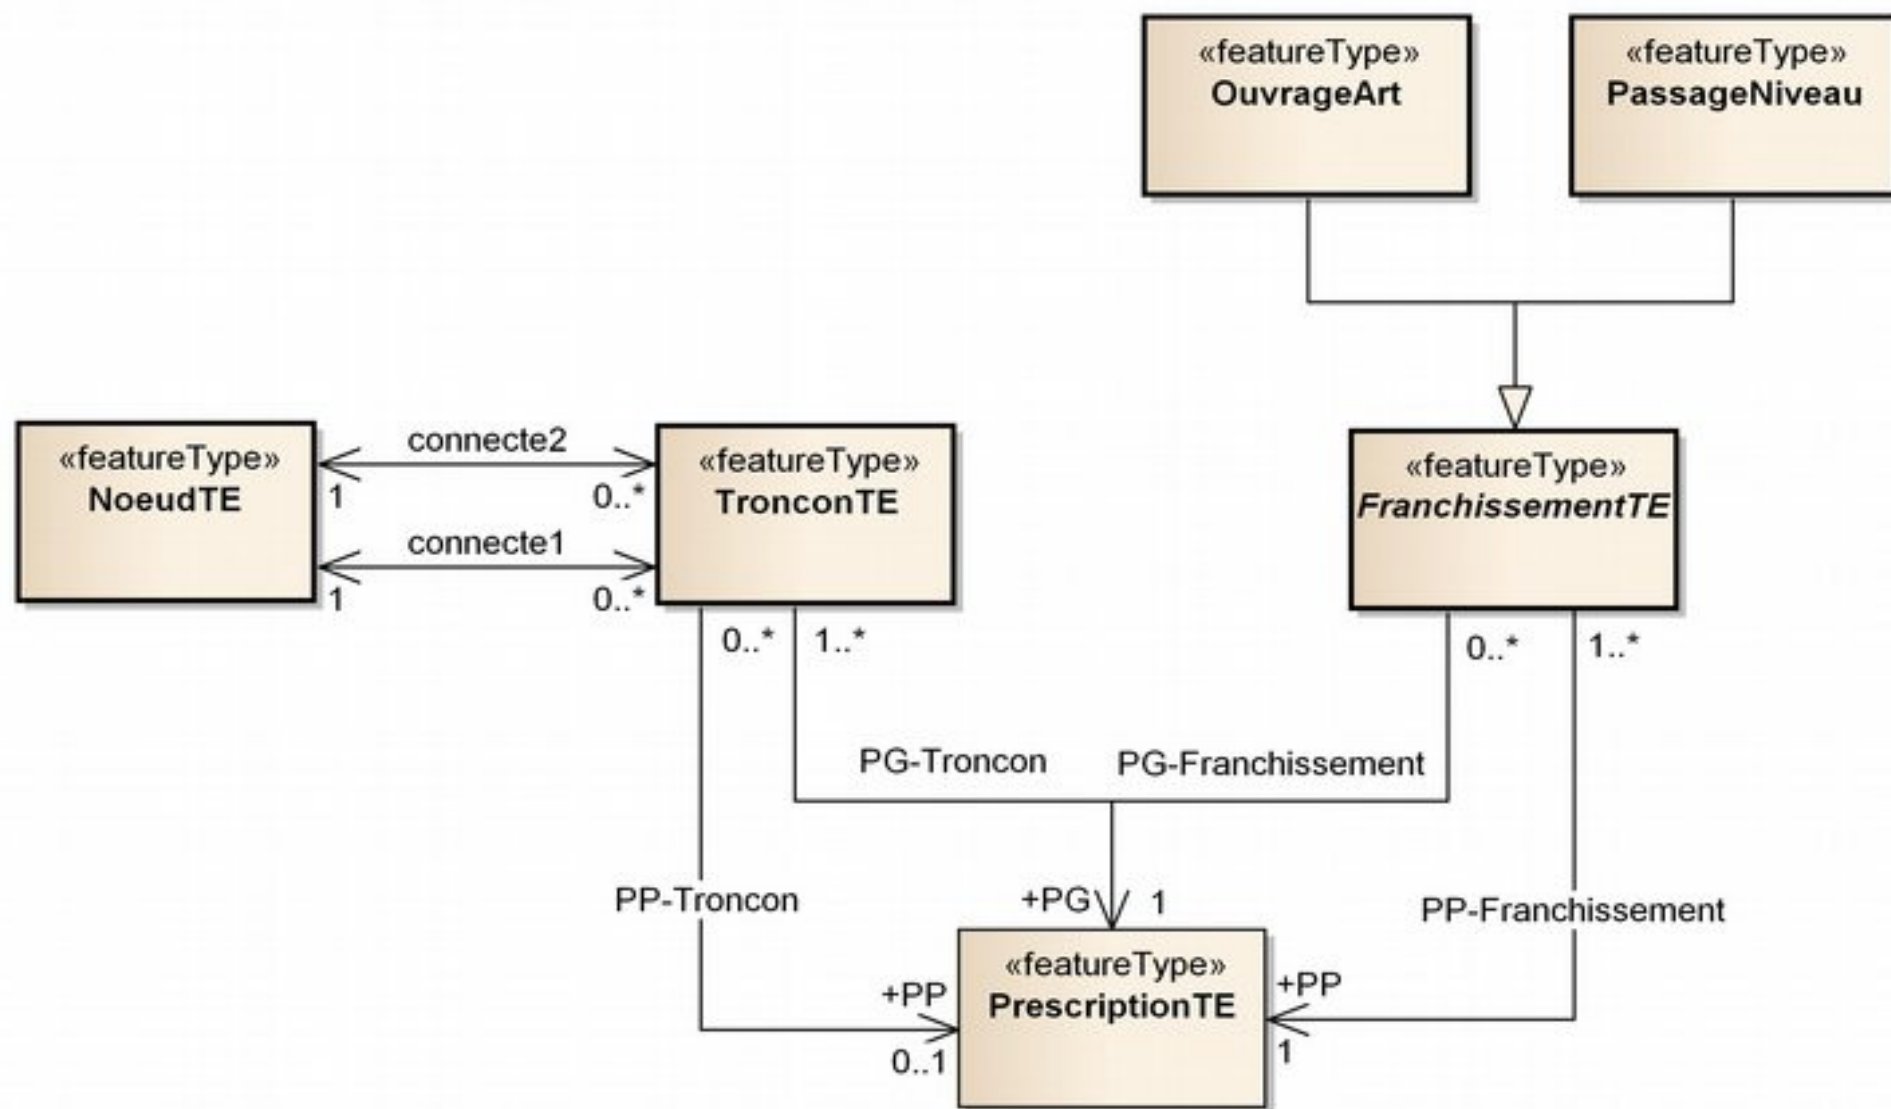 «featureType»
OuvrageArt
«featureType»
PassageNiveau
«featureType»
NoeudTE
connecte2
1
0..*
connecte1
1
0..*
«featureType»
TronconTE
«featureType»
FranchissementTE
0..*
1..*
0..*
1..*
PG-Troncon
PG-Franchissement
PP-Troncon
+PG
1
PP-Franchissement
+PP
0..1
«featureType»
PrescriptionTE
+PP
1